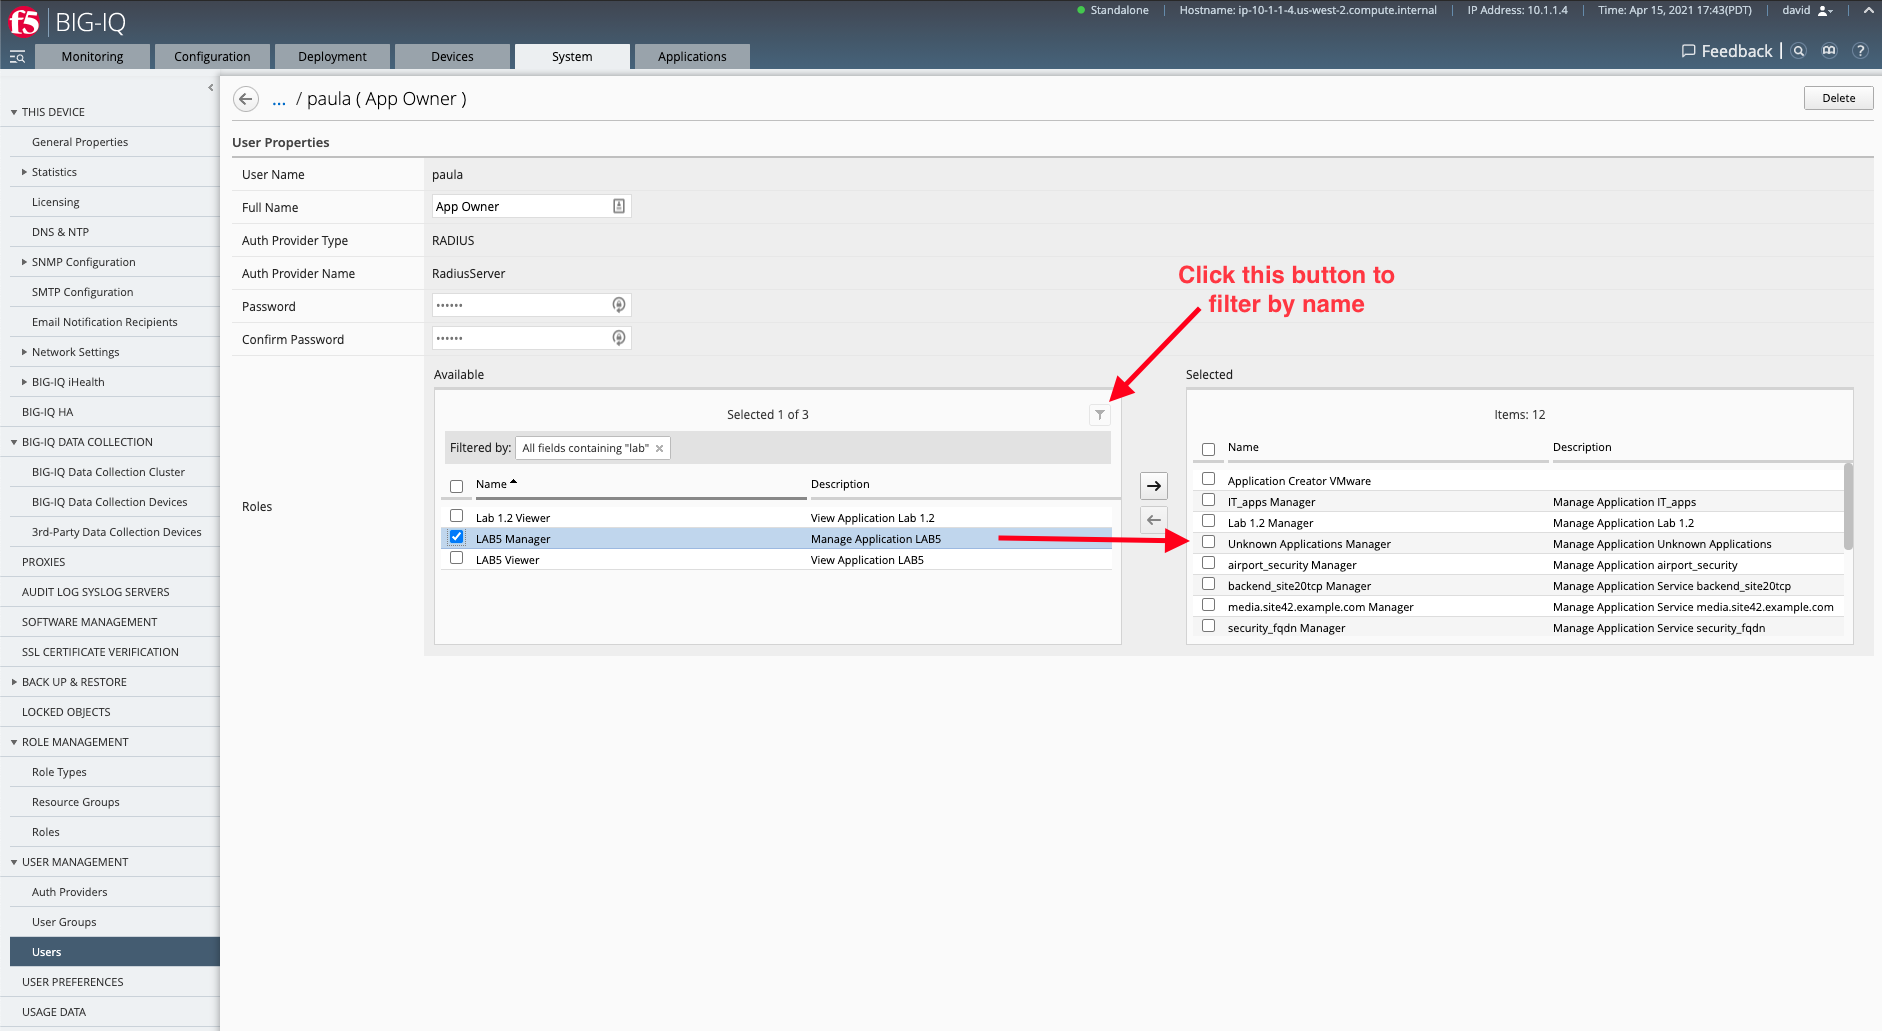 f5 BIG-IQ
Standalone Hostname: ip-10-1-1-4.us-west-2.compute.internal IP Address: 10.1.1.4 Time: Apr 15, 2021 17:43(PDT) david
Monitoring Configuration Deployment Devices System Applications
Feedback ?
THIS DEVICE
General Properties
Statistics
Licensing
DNS & NTP
SNMP Configuration
SMTP Configuration
Email Notification Recipients
Network Settings
BIG-IQ iHealth
BIG-IQ HA
BIG-IQ DATA COLLECTION
BIG-IQ Data Collection Cluster
BIG-IQ Data Collection Devices
3rd-Party Data Collection Devices
PROXIES
AUDIT LOG SYSLOG SERVERS
SOFTWARE MANAGEMENT
SSL CERTIFICATE VERIFICATION
BACK UP & RESTORE
LOCKED OBJECTS
ROLE MANAGEMENT
Role Types
Resource Groups
Roles
USER MANAGEMENT
Auth Providers
User Groups
Users
USER PREFERENCES
USAGE DATA
... / paula ( App Owner )
Delete
User Properties
User Name paula
Full Name App Owner
Auth Provider Type RADIUS
Auth Provider Name RadiusServer
Password ••••••
Confirm Password ••••••
Click this button to
filter by name
Roles
Available
Selected 1 of 3
Filtered by: All fields containing "lab" ×
Name Description
Lab 1.2 Viewer View Application Lab 1.2
LAB5 Manager Manage Application LAB5
LAB5 Viewer View Application LAB5
Selected
Items: 12
Name Description
Application Creator VMware
IT_apps Manager Manage Application IT_apps
Lab 1.2 Manager Manage Application Lab 1.2
Unknown Applications Manager Manage Application Unknown Applications
airport_security Manager Manage Application airport_security
backend_site20tcp Manager Manage Application Service backend_site20tcp
media.site42.example.com Manager Manage Application Service media.site42.example.com
security_fqdn Manager Manage Application Service security_fqdn